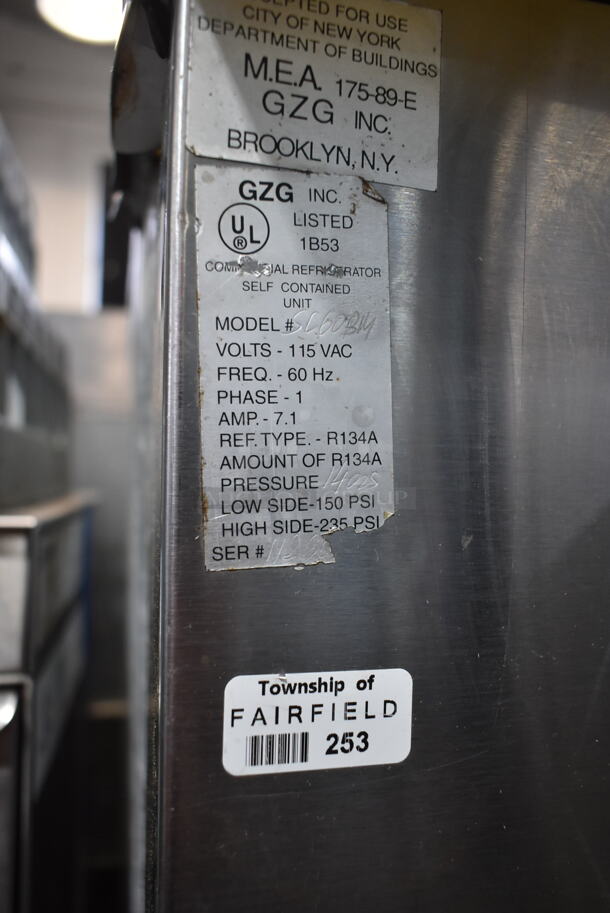 FOR USE
CITY OF NEW YORK
DEPARTMENT OF BUILDINGS
M.E.A. 175-89-E
GZG INC.
BROOKLYN, N.Y.
GZG INC.
UL ®
LISTED
1B53
SELF CONTAINED
UNIT
MODEL #
VOLTS - 115 VAC
FREQ. - 60 Hz.
PHASE - 1
AMP. - 7.1
REF. TYPE. - R134A
AMOUNT OF R134A
PRESSURE
LOW SIDE-150 PSI
HIGH SIDE-235 PSI
SER #
Township of
FAIRFIELD
253